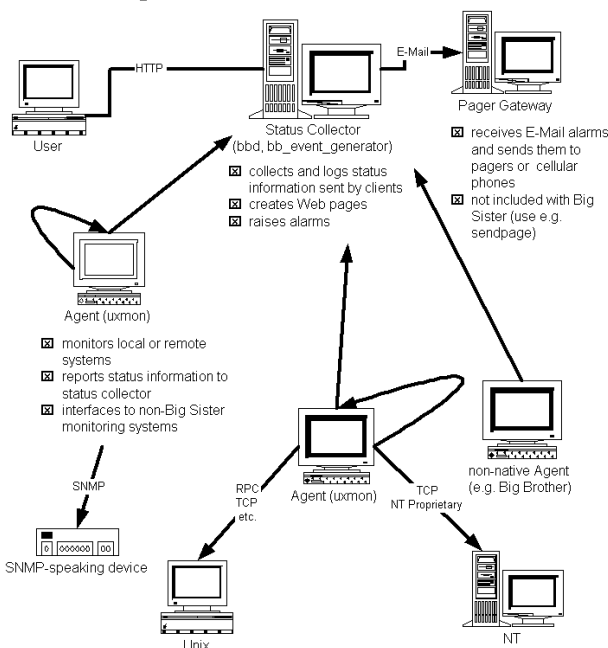 HTTP
E-Mail
User
Status Collector
(bbd, bb_event_generator)
collects and logs status
information sent by clients
creates Web pages
raises alarms
Pager Gateway
receives E-Mail alarms
and sends them to
pagers or cellular
phones
not included with Big
Sister (use e.g.
sendpage)
Agent (uxmon)
monitors local or remote
systems
reports status information to
status collector
interfaces to non-Big Sister
monitoring systems
SNMP
SNMP-speaking device
Agent (uxmon)
RPC
TCP
etc.
TCP
NT Proprietary
non-native Agent
(e.g. Big Brother)
Unix
NT